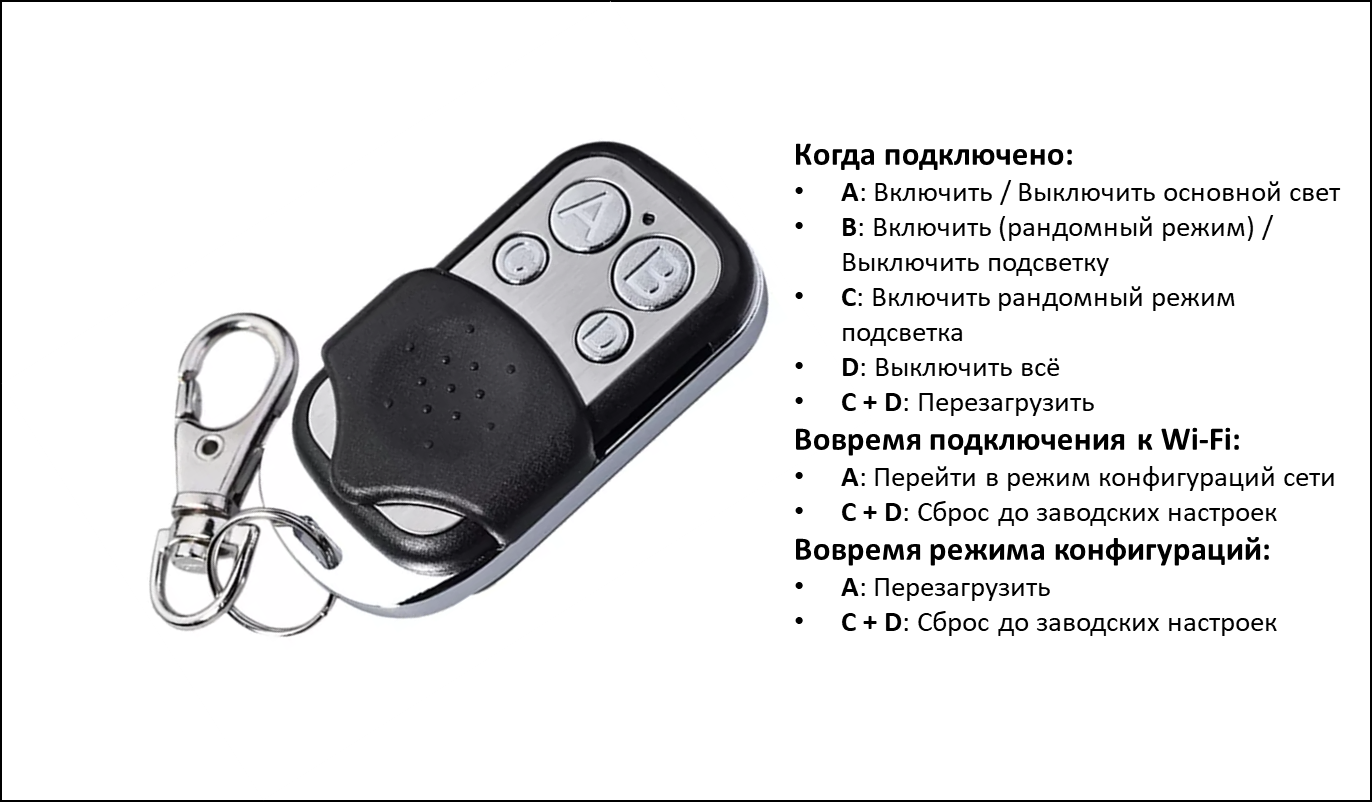 A
B
C
D
Когда подключено:
• A: Включить / Выключить основной свет
• B: Включить (рандомный режим) /
Выключить подсветку
• C: Включить рандомный режим
подсветка
• D: Выключить всё
• C + D: Перезагрузить
Вовремя подключения к Wi-Fi:
• A: Перейти в режим конфигураций сети
• C + D: Сброс до заводских настроек
Вовремя режима конфигураций:
• A: Перезагрузить
• C + D: Сброс до заводских настроек